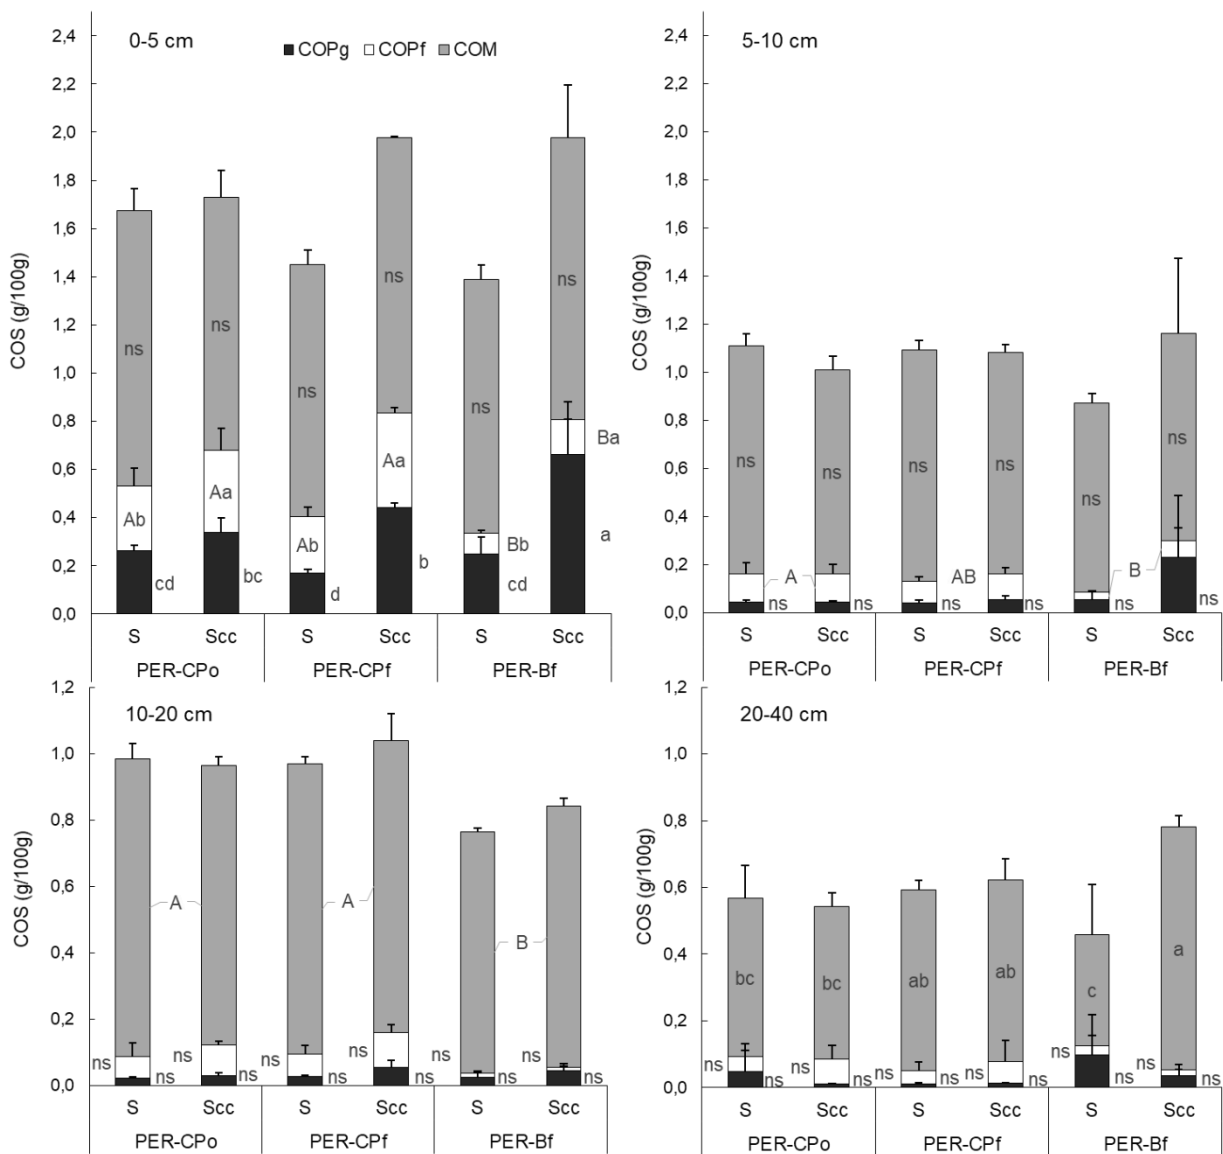 0-5 cm
COPg COPf COM
COS (g/100g)
2,4
2,2
2,0
1,8
1,6
1,4
1,2
1,0
0,8
0,6
0,4
0,2
0,0
ns
ns
ns
ns
ns
ns
Ab
Aa
Ab
Aa
Bb
Ba
cd
bc
d
b
cd
a
S Scc S Scc S Scc
PER-CPo PER-CPf PER-Bf
5-10 cm
COS (g/100g)
2,4
2,2
2,0
1,8
1,6
1,4
1,2
1,0
0,8
0,6
0,4
0,2
0,0
ns
ns
ns
ns
ns
ns
A
AB
B
ns
ns
ns
ns
ns
ns
S Scc S Scc S Scc
PER-CPo PER-CPf PER-Bf
10-20 cm
COS (g/100g)
1,2
1,0
0,8
0,6
0,4
0,2
0,0
A
A
B
ns
ns
ns
ns
ns
ns
ns
ns
ns
ns
ns
ns
S Scc S Scc S Scc
PER-CPo PER-CPf PER-Bf
20-40 cm
COS (g/100g)
1,2
1,0
0,8
0,6
0,4
0,2
0,0
bc
bc
ab
ab
c
a
ns
ns
ns
ns
ns
ns
ns
ns
ns
ns
ns
ns
S Scc S Scc S Scc
PER-CPo PER-CPf PER-Bf